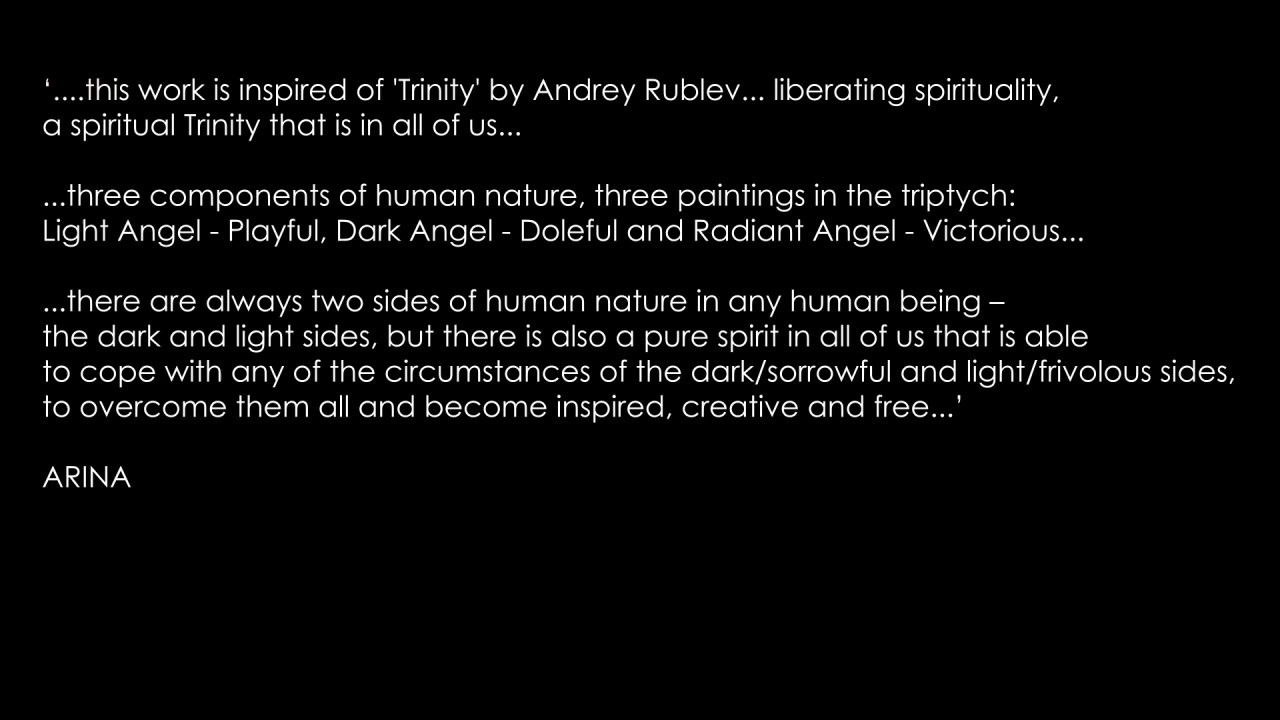 ‘....this work is inspired of 'Trinity' by Andrey Rublev... liberating spirituality,
a spiritual Trinity that is in all of us...
...three components of human nature, three paintings in the triptych:
Light Angel - Playful, Dark Angel - Doleful and Radiant Angel - Victorious...
...there are always two sides of human nature in any human being –
the dark and light sides, but there is also a pure spirit in all of us that is able
to cope with any of the circumstances of the dark/sorrowful and light/frivolous sides,
to overcome them all and become inspired, creative and free...’
ARINA